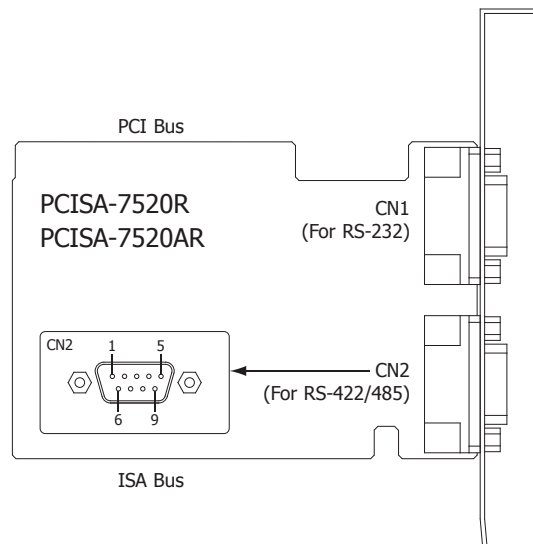 PCI Bus
PCISA-7520R
PCISA-7520AR
CN1
(For RS-232)
CN2
1
5
6
9
CN2
(For RS-422/485)
ISA Bus